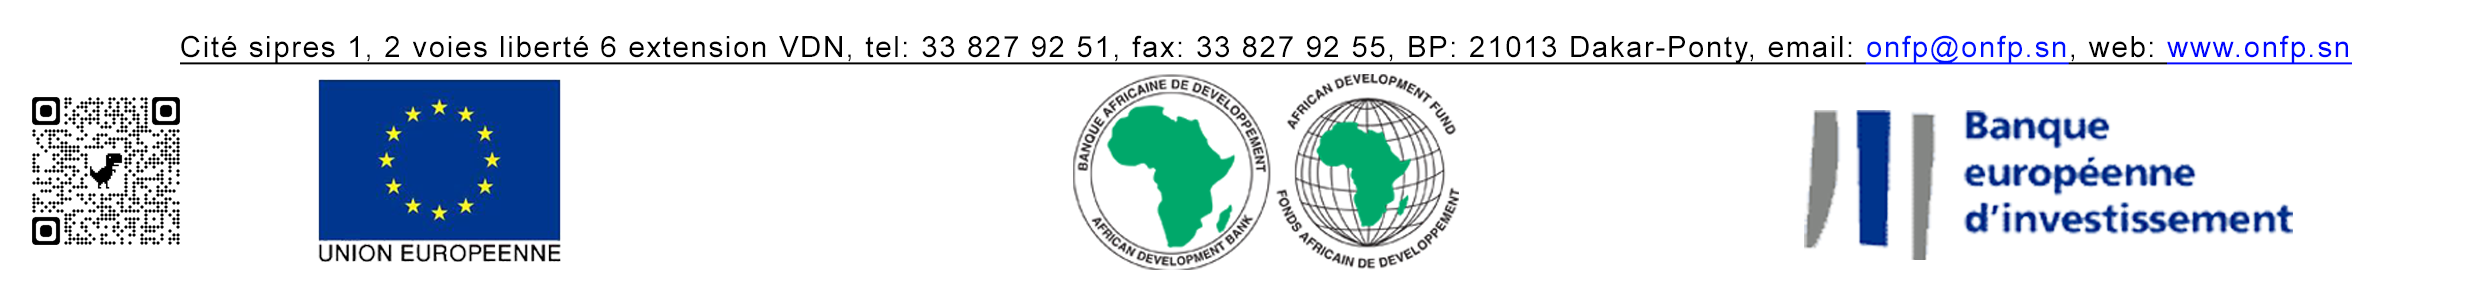 Cité sipres 1, 2 voies liberté 6 extension VDN, tel: 33 827 92 51, fax: 33 827 92 55, BP: 21013 Dakar-Ponty, email: onfp@onfp.sn, web: www.onfp.sn
UNION EUROPEENNE
BANQUE AFRICAINE DE DEVELOPPEMENT
AFRICAN DEVELOPMENT BANK
AFRICAN DEVELOPMENT FUND
FONDS AFRICAIN DE DEVELOPPEMENT
Banque
européenne
d'investissement